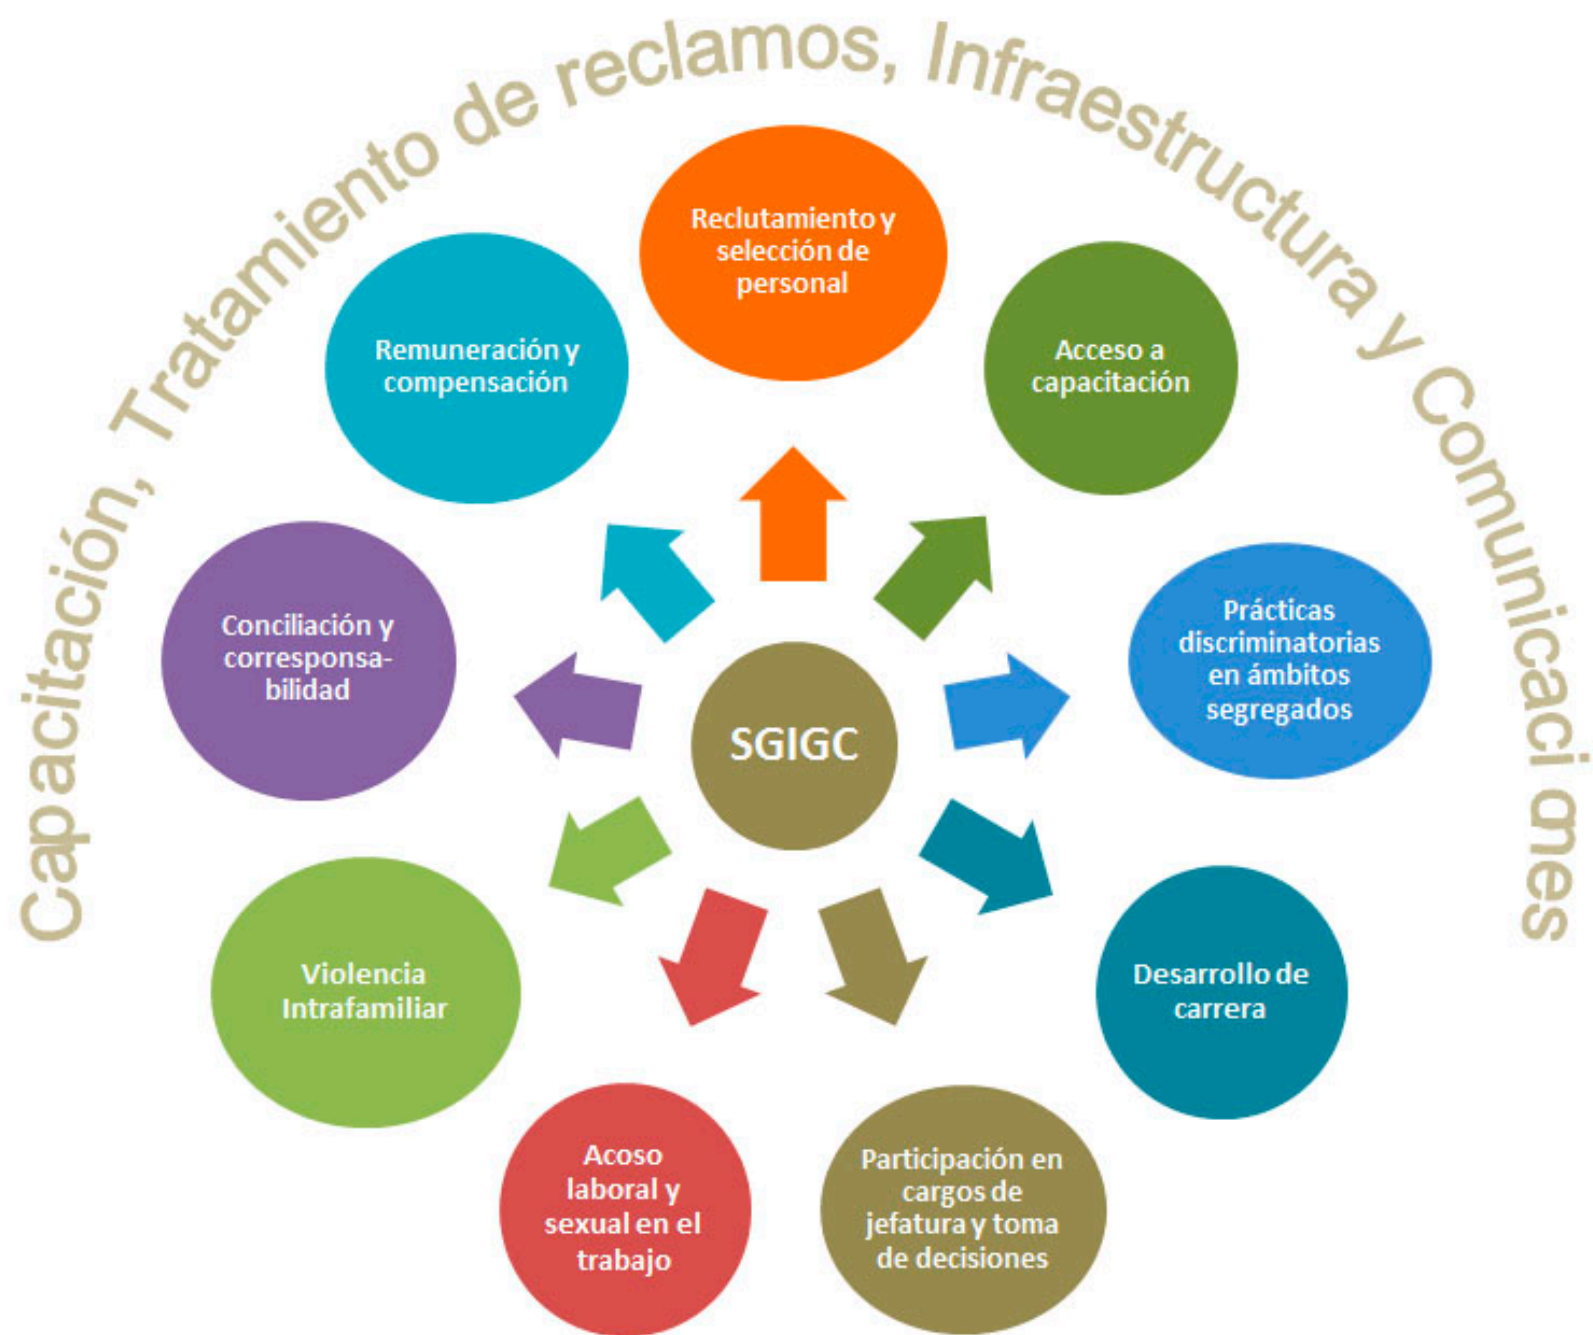 Capacitación, Tratamiento de reclamos, Infraestructura y Comunicaciones
Reclutamiento y
selección de
personal
Acceso a
capacitación
Prácticas
discriminatorias
en ámbitos
segregados
Desarrollo de
carrera
Participación en
cargos de
jefatura y toma
de decisiones
Acoso
laboral y
sexual en el
trabajo
Violencia
Intrafamiliar
Conciliación y
corresponsa-
bilidad
Remuneración y
compensación
SGIGC